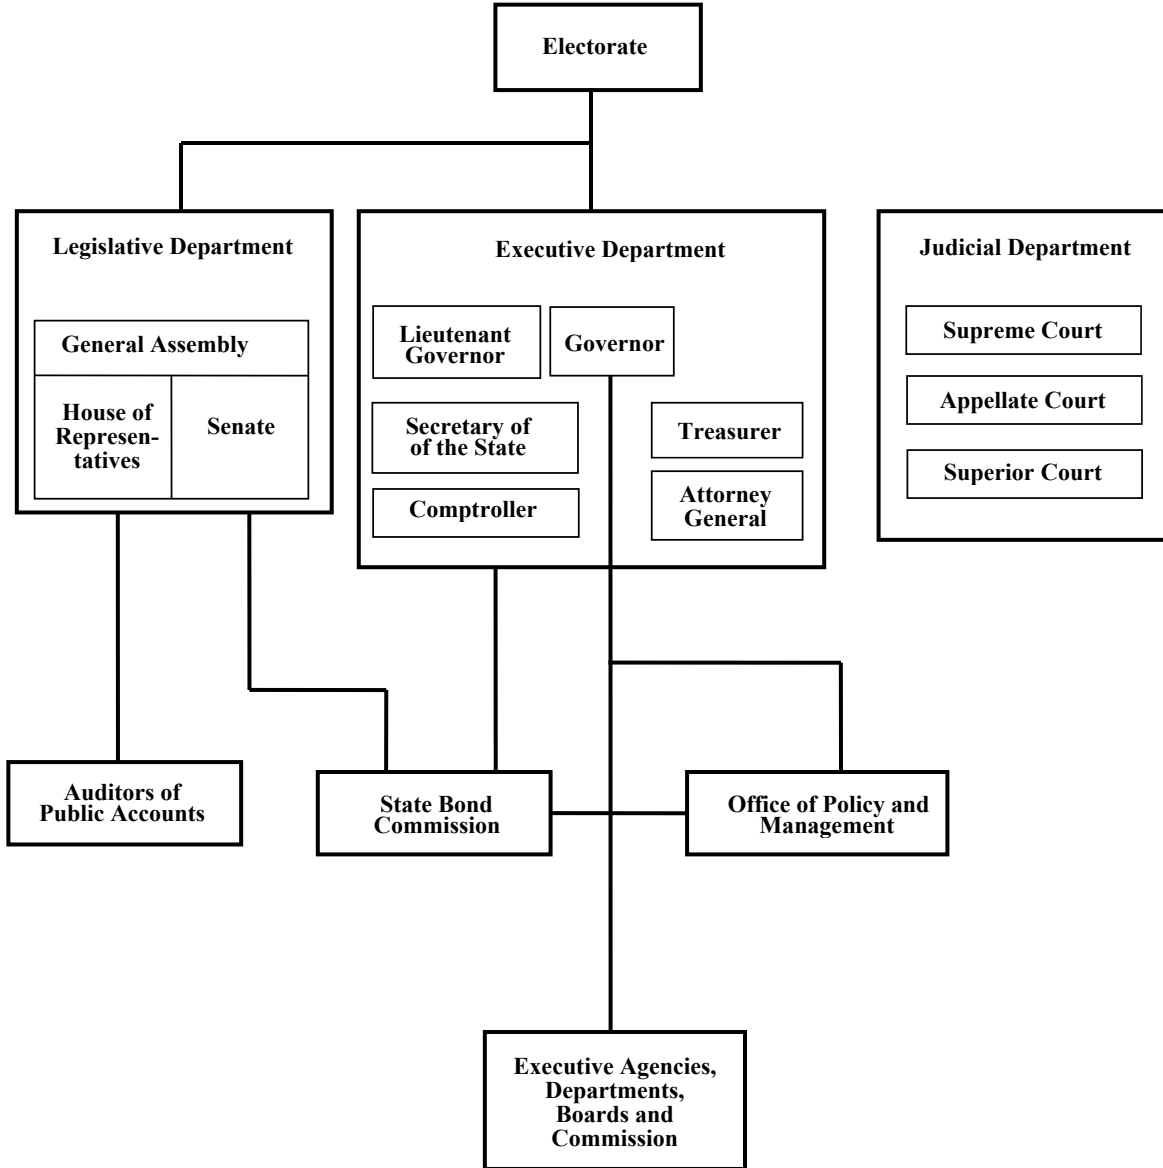 Electorate
Legislative Department
General Assembly
House of
Represen-
tatives
Senate
Executive Department
Lieutenant
Governor
Governor
Secretary of
of the State
Treasurer
Comptroller
Attorney
General
Judicial Department
Supreme Court
Appellate Court
Superior Court
Auditors of
Public Accounts
State Bond
Commission
Office of Policy and
Management
Executive Agencies,
Departments,
Boards and
Commission